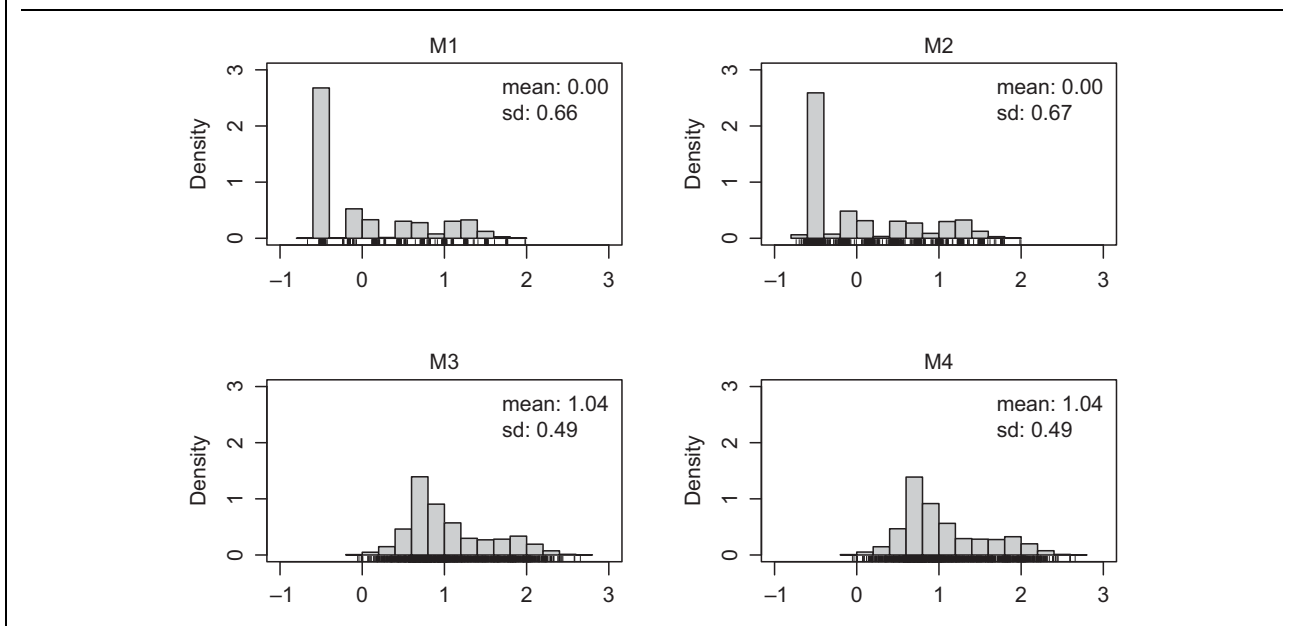 M1
mean: 0.00
sd: 0.66
Density
0 1 2 3
–1 0 1 2 3
M2
mean: 0.00
sd: 0.67
Density
0 1 2 3
–1 0 1 2 3
M3
mean: 1.04
sd: 0.49
Density
0 1 2 3
–1 0 1 2 3
M4
mean: 1.04
sd: 0.49
Density
0 1 2 3
–1 0 1 2 3